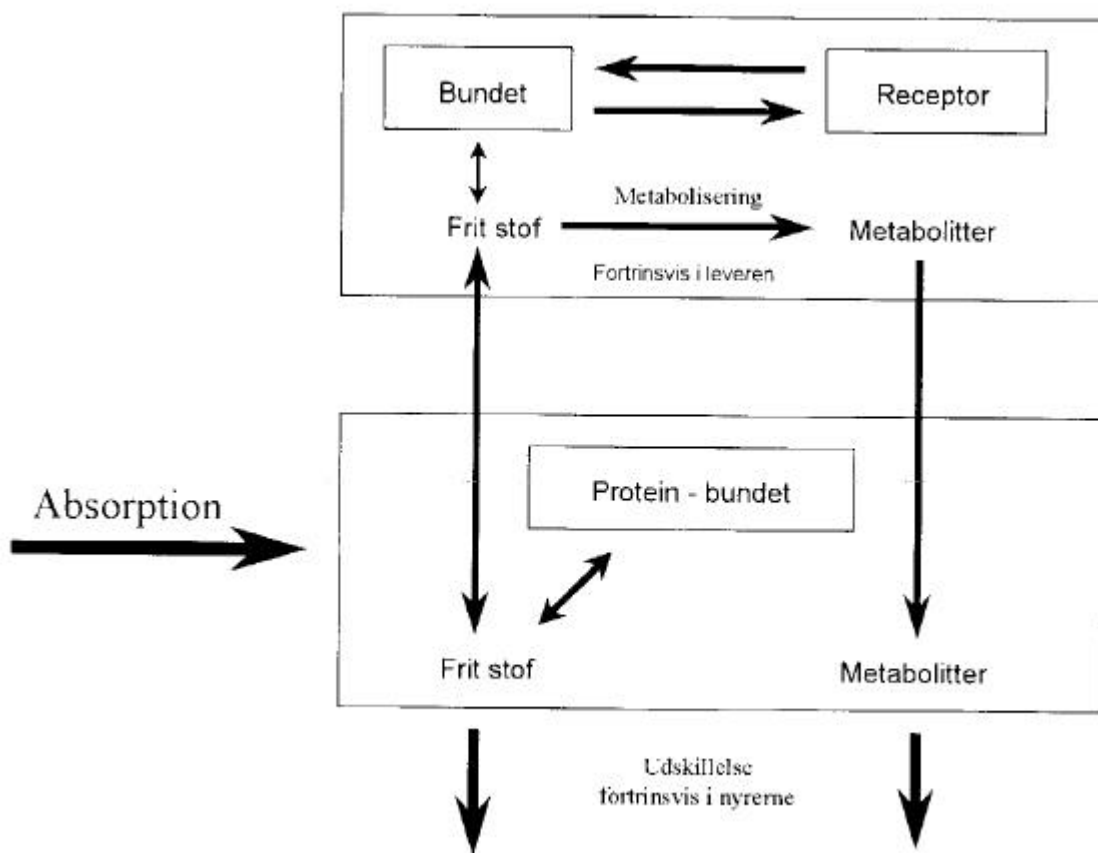 Bundet
Receptor
Metabolisering
Frit stof
Metabolitter
Fortrinsvis i leveren
Protein - bundet
Absorption
Frit stof
Metabolitter
Udskillelse
fortrinsvis i nyrerne